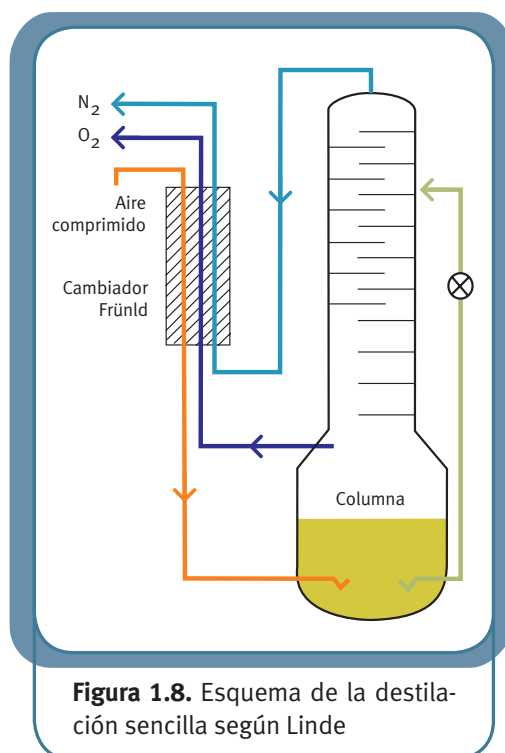 N₂
O₂
Aire
comprimido
Cambiador
Frünld
Columna
Figura 1.8. Esquema de la destila-
ción sencilla según Linde